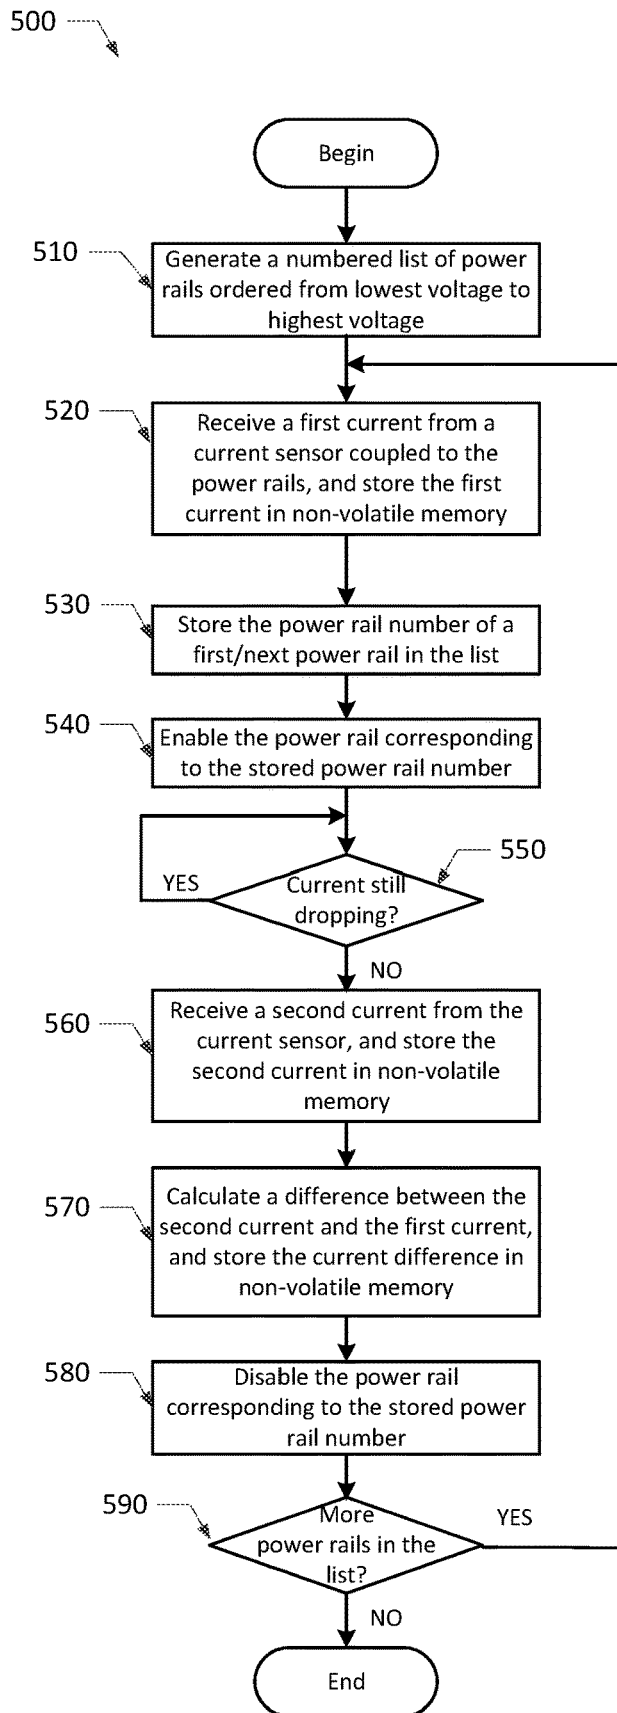 500
Begin
510
Generate a numbered list of power
rails ordered from lowest voltage to
highest voltage
520
Receive a first current from a
current sensor coupled to the
power rails, and store the first
current in non-volatile memory
530
Store the power rail number of a
first/next power rail in the list
540
Enable the power rail corresponding
to the stored power rail number
550
YES
Current still
dropping?
NO
560
Receive a second current from the
current sensor, and store the
second current in non-volatile
memory
570
Calculate a difference between the
second current and the first current,
and store the current difference in
non-volatile memory
580
Disable the power rail
corresponding to the stored power
rail number
590
More
power rails in the
list?
YES
NO
End